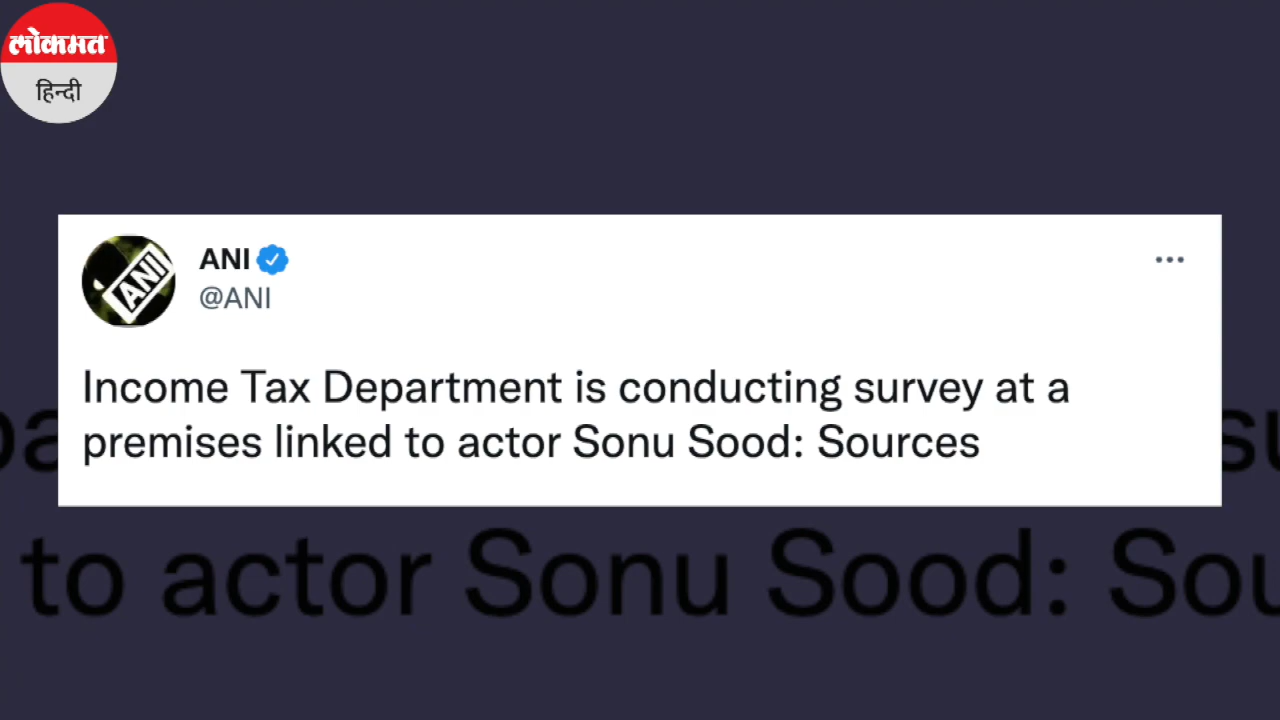 लोकमत
हिन्दी
ANI
ANI
@ANI
Income Tax Department is conducting survey at a
premises linked to actor Sonu Sood: Sources
to actor Sonu Sood: Sou